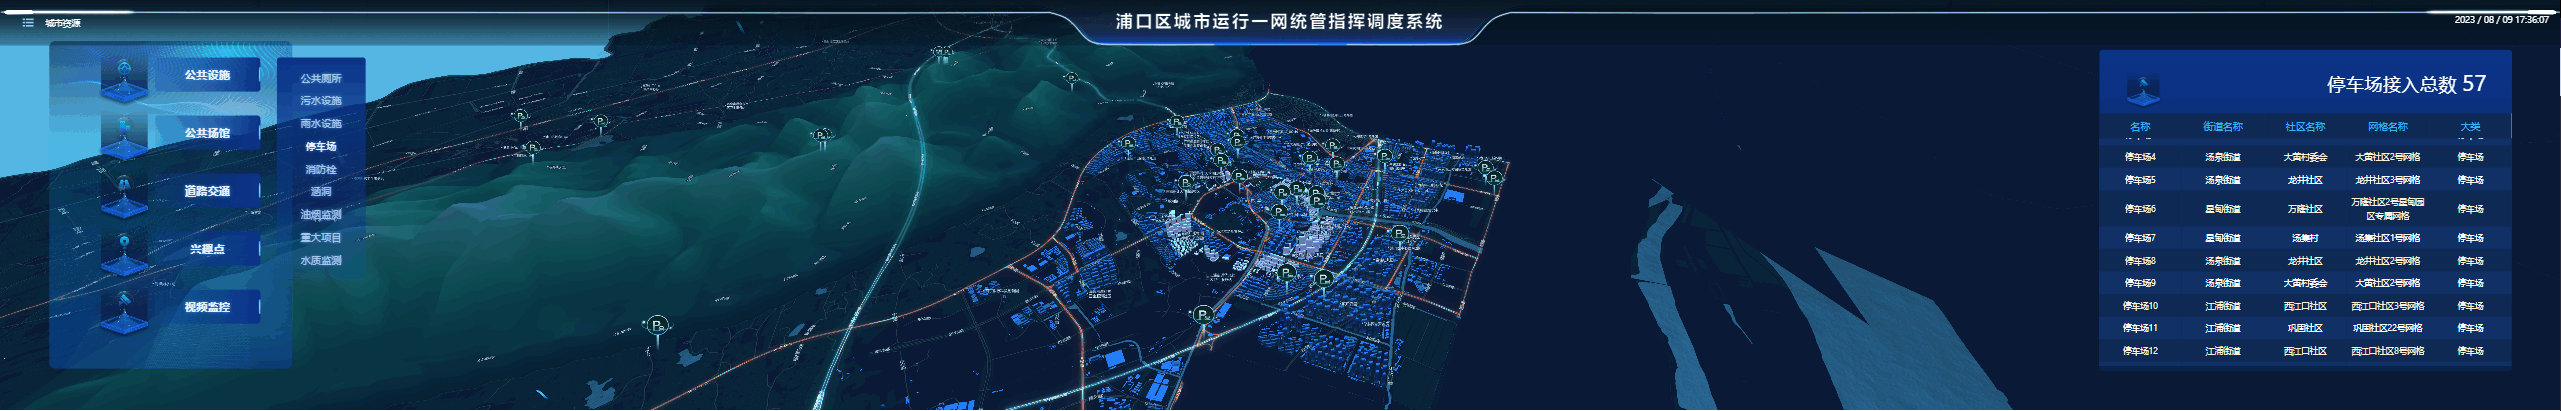 浦口区城市运行一网统管指挥调度系统
城市资源
2023 / 08 / 09 17:36:07
公共设施
公共场馆
道路交通
兴趣点
视频监控
公共厕所
污水设施
雨水设施
停车场
消防栓
涵洞
油烟监测
重大项目
水质监测
停车场接入总数 57
名称 街道名称 社区名称 网格名称 大类
停车场4 汤泉街道 大黄村委会 大黄社区2号网格 停车场
停车场5 汤泉街道 龙井社区 龙井社区3号网格 停车场
停车场6 星甸街道 万隆社区 万隆社区2号星甸园
区专属网格 停车场
停车场7 星甸街道 汤集村 汤集社区1号网格 停车场
停车场8 汤泉街道 龙井社区 龙井社区2号网格 停车场
停车场9 汤泉街道 大黄村委会 大黄社区2号网格 停车场
停车场10 江浦街道 西江口社区 西江口社区3号网格 停车场
停车场11 江浦街道 巩固社区 巩固社区22号网格 停车场
停车场12 江浦街道 西江口社区 西江口社区8号网格 停车场